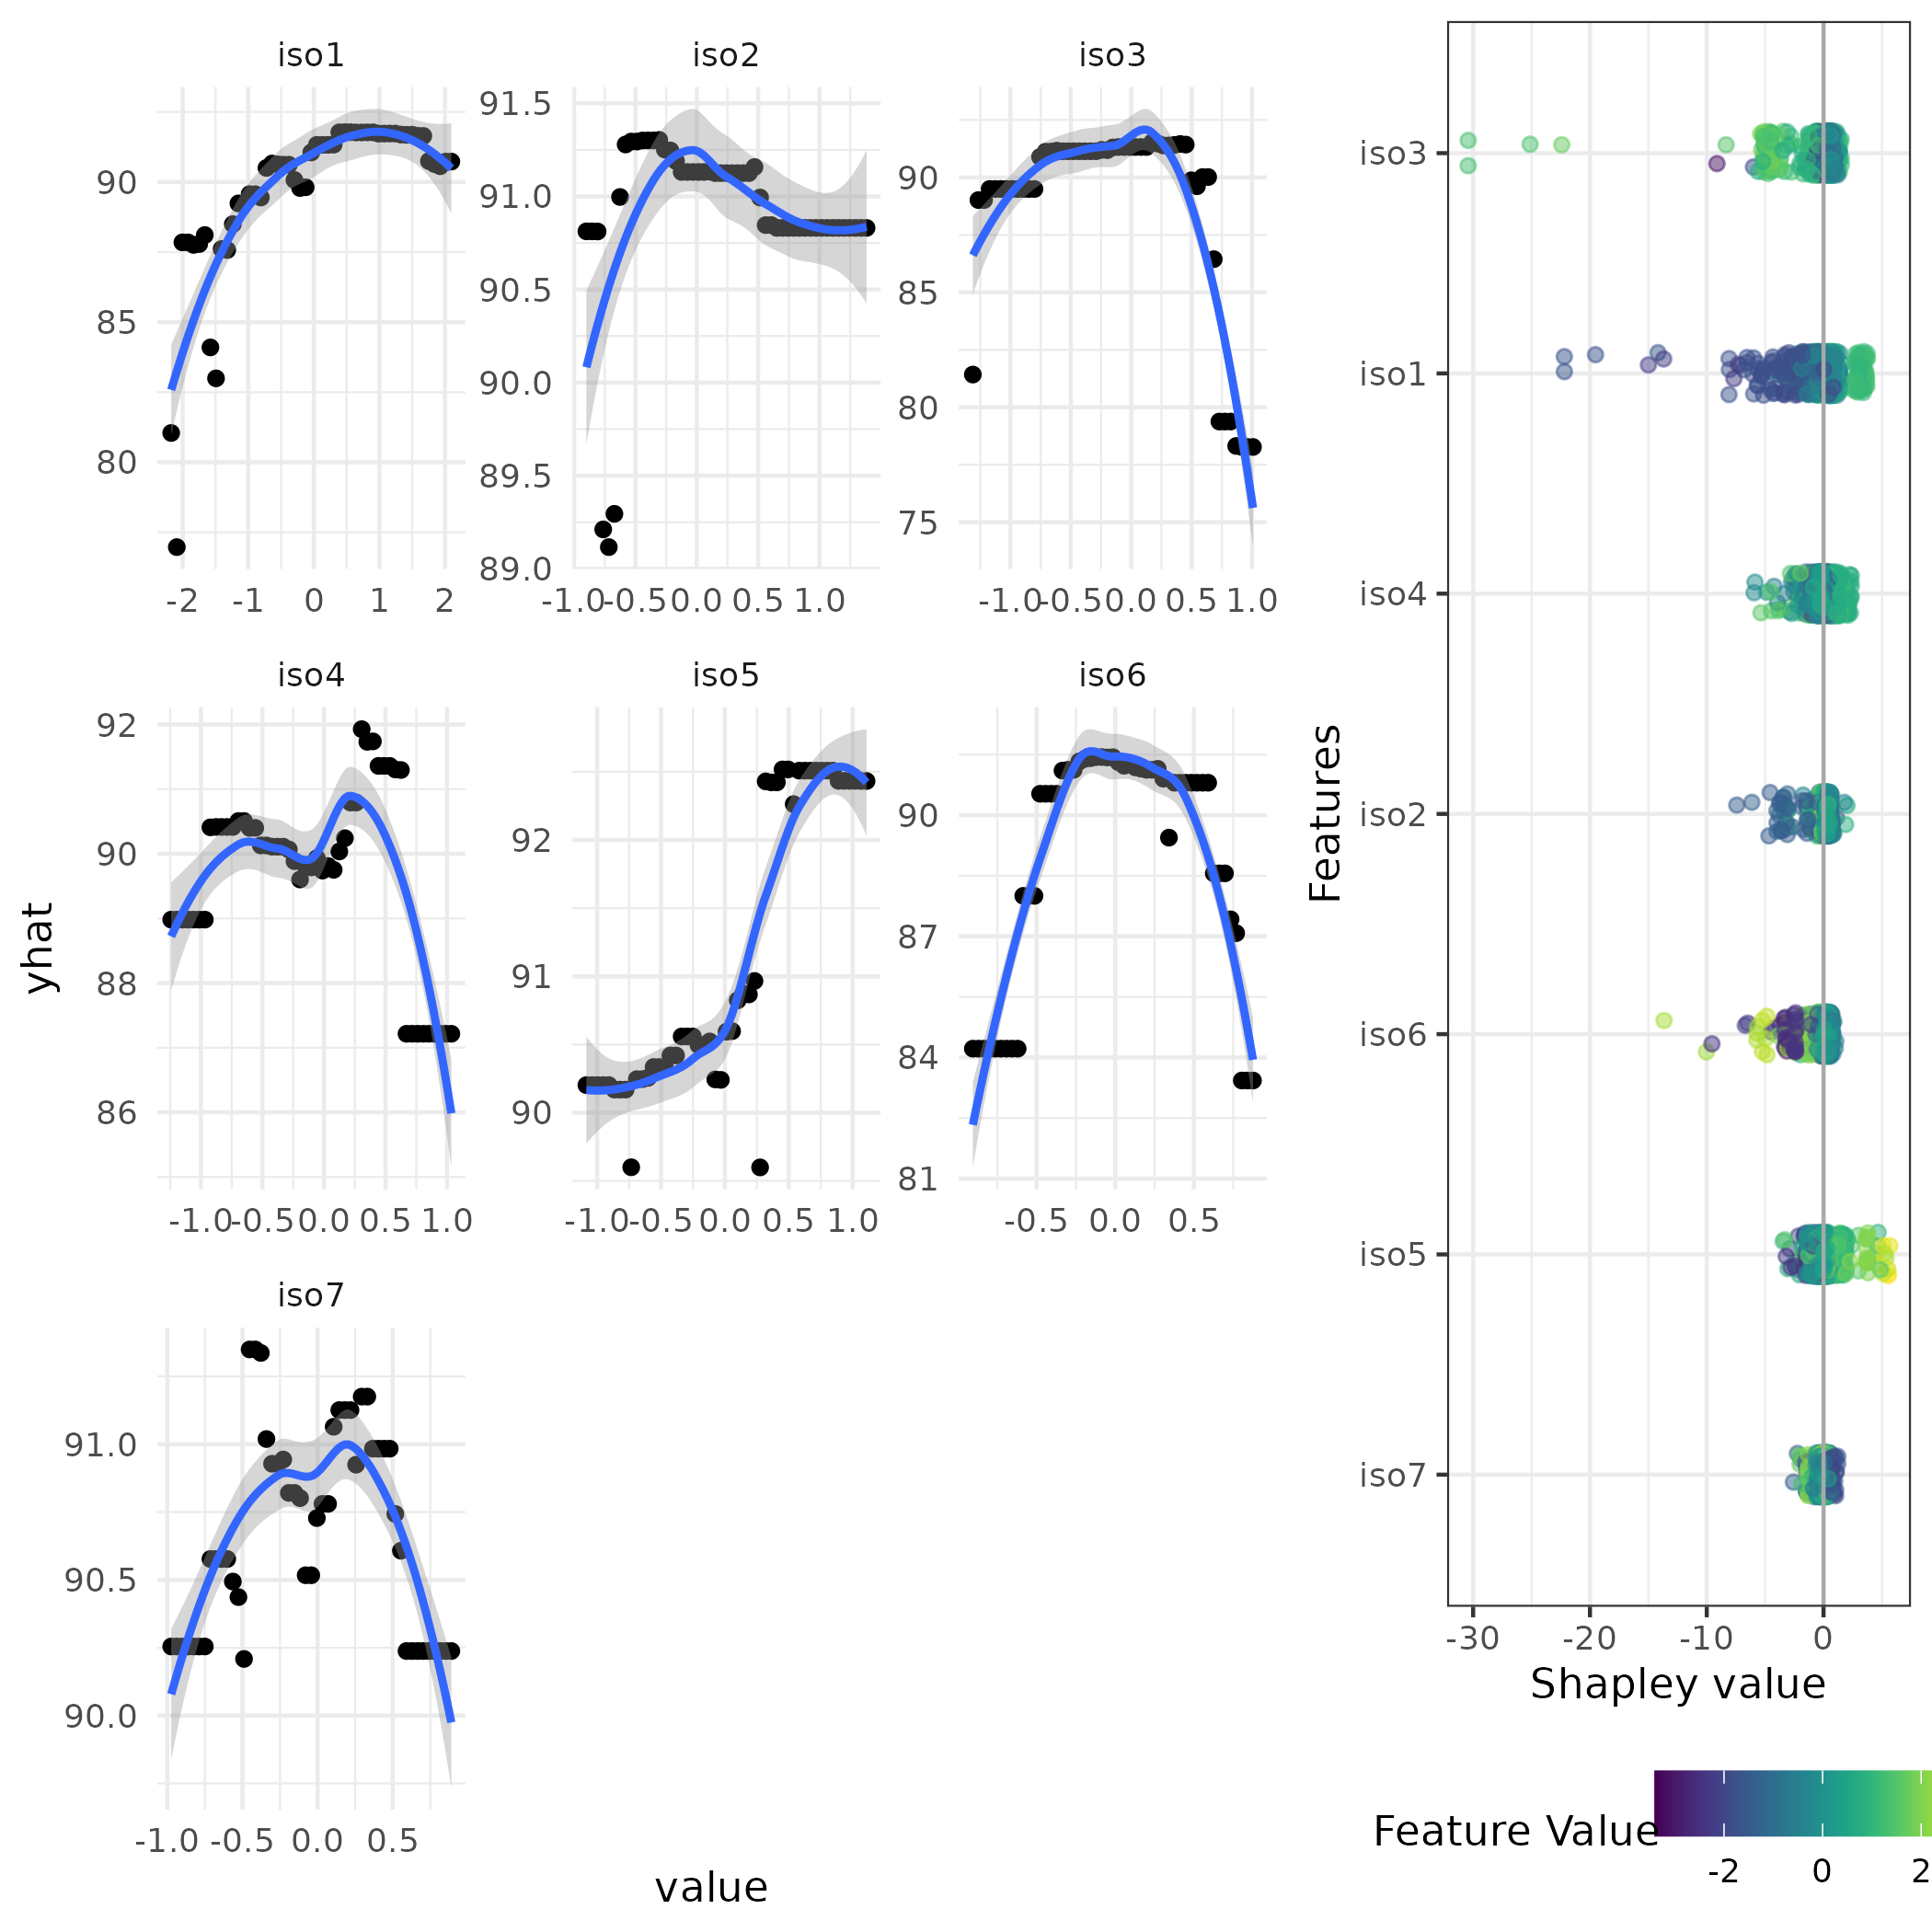 iso1 iso2 iso3
91.5
91.0
90.5
90.0
89.5
89.0
90
85
80
90
85
80
75
-2 -1 0 1 2
-1.0 -0.5 0.0 0.5 1.0
-1.0 -0.5 0.0 0.5 1.0
iso4 iso5 iso6
92
90
88
86
92
91
90
90
87
84
81
-1.0 -0.5 0.0 0.5 1.0
-1.0 -0.5 0.0 0.5 1.0
-0.5 0.0 0.5
iso7
91.0
90.5
90.0
-1.0 -0.5 0.0 0.5
yhat
value
Features
iso3
iso1
iso4
iso2
iso6
iso5
iso7
-30 -20 -10 0
Shapley value
Feature Value
-2 0 2